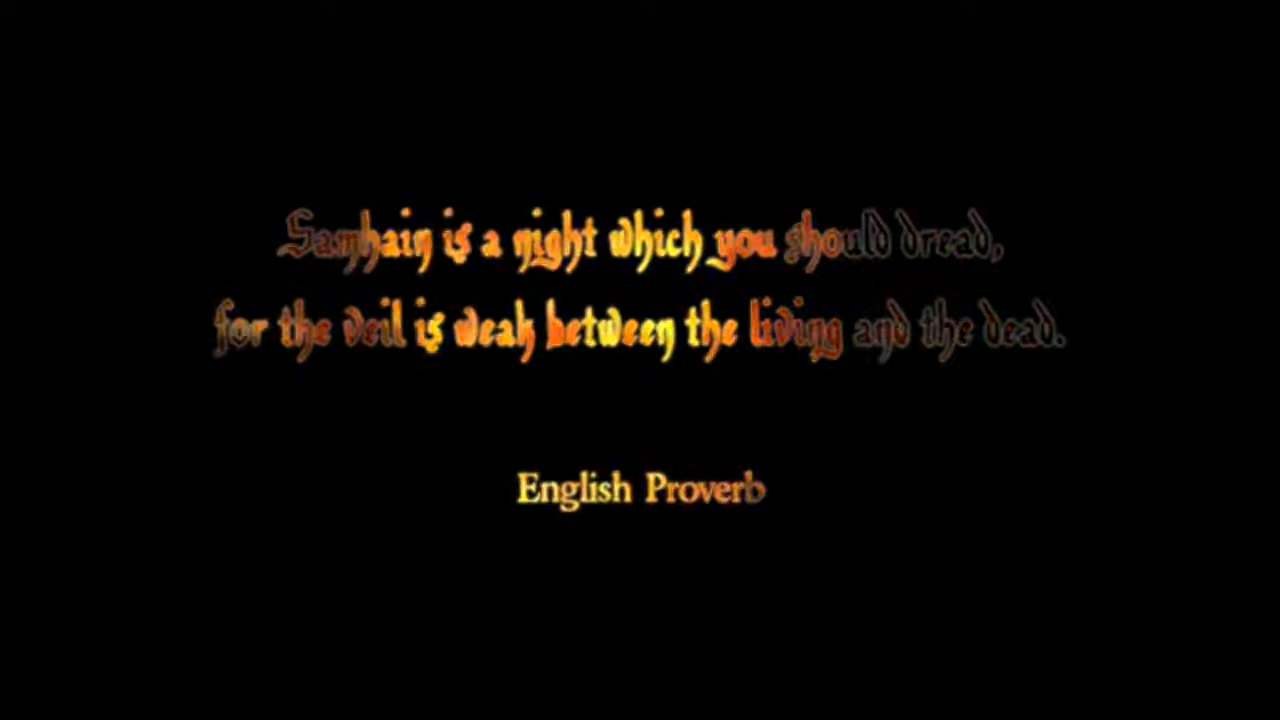 Samhain is a night which you should dread,
for the veil is weak between the living and the dead.
English Proverb